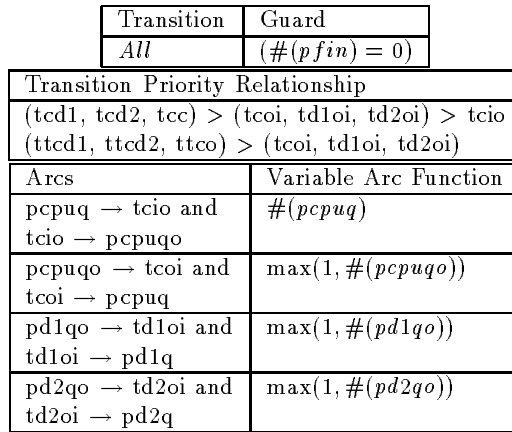 Transition Guard
All (#(pfin) = 0)
Transition Priority Relationship
(tcd1, tcd2, tcc) > (tcoi, td1oi, td2oi) > tcio
(ttcd1, ttcd2, ttco) > (tcoi, td1oi, td2oi)
Arcs Variable Arc Function
pcpuq → tcio and #(pcpuq)
tcio → pcpuqo
pcpuqo → tcoi and max(1, #(pcpuqo))
tcoi → pcpuq
pd1qo → td1oi and max(1, #(pd1qo))
td1oi → pd1q
pd2qo → td2oi and max(1, #(pd2qo))
td2oi → pd2q